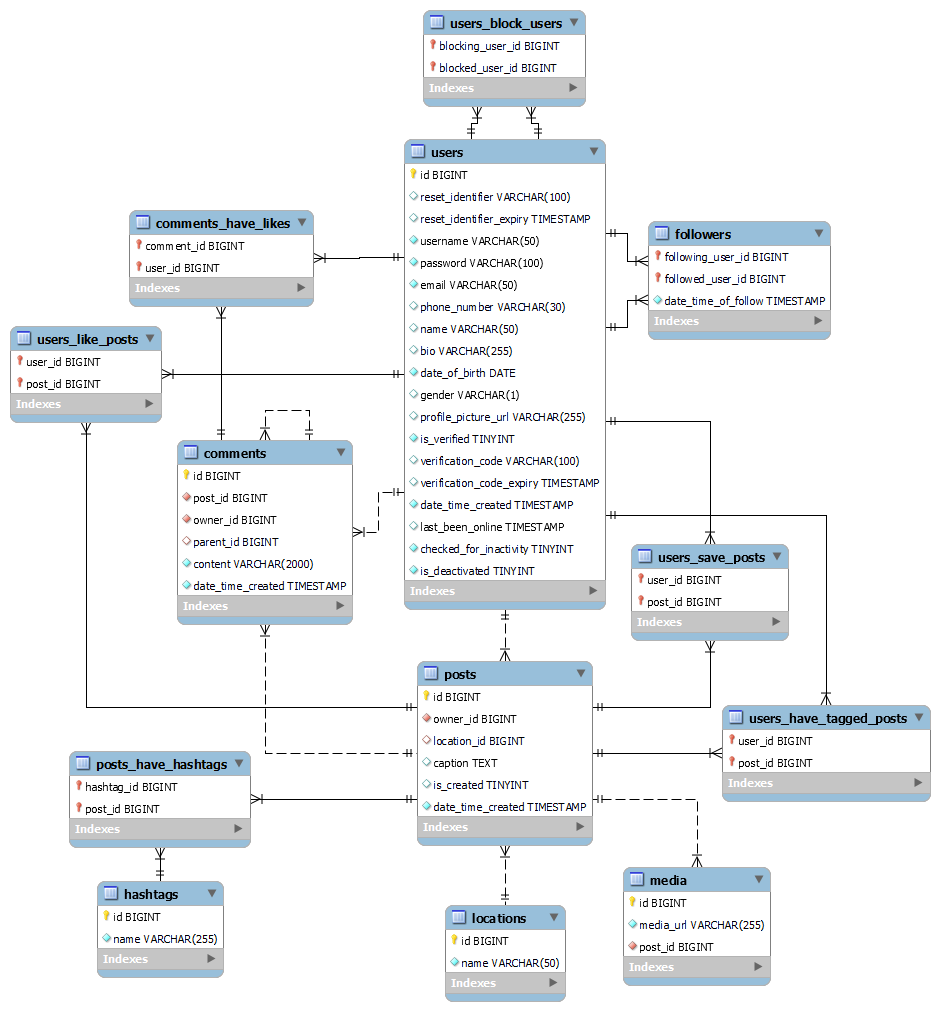 users_block_users
blocking_user_id BIGINT
blocked_user_id BIGINT
Indexes
users
id BIGINT
reset_identifier VARCHAR(100)
reset_identifier_expiry TIMESTAMP
username VARCHAR(50)
password VARCHAR(100)
email VARCHAR(50)
phone_number VARCHAR(30)
name VARCHAR(50)
bio VARCHAR(255)
date_of_birth DATE
gender VARCHAR(1)
profile_picture_url VARCHAR(255)
is_verified TINYINT
verification_code VARCHAR(100)
verification_code_expiry TIMESTAMP
date_time_created TIMESTAMP
last_been_online TIMESTAMP
checked_for_inactivity TINYINT
is_deactivated TINYINT
Indexes
comments_have_likes
comment_id BIGINT
user_id BIGINT
Indexes
followers
following_user_id BIGINT
followed_user_id BIGINT
date_time_of_follow TIMESTAMP
Indexes
users_like_posts
user_id BIGINT
post_id BIGINT
Indexes
comments
id BIGINT
post_id BIGINT
owner_id BIGINT
parent_id BIGINT
content VARCHAR(2000)
date_time_created TIMESTAMP
Indexes
users_save_posts
user_id BIGINT
post_id BIGINT
Indexes
posts
id BIGINT
owner_id BIGINT
location_id BIGINT
caption TEXT
is_created TINYINT
date_time_created TIMESTAMP
Indexes
users_have_tagged_posts
user_id BIGINT
post_id BIGINT
Indexes
posts_have_hashtags
hashtag_id BIGINT
post_id BIGINT
Indexes
hashtags
id BIGINT
name VARCHAR(255)
Indexes
locations
id BIGINT
name VARCHAR(50)
Indexes
media
id BIGINT
media_url VARCHAR(255)
post_id BIGINT
Indexes